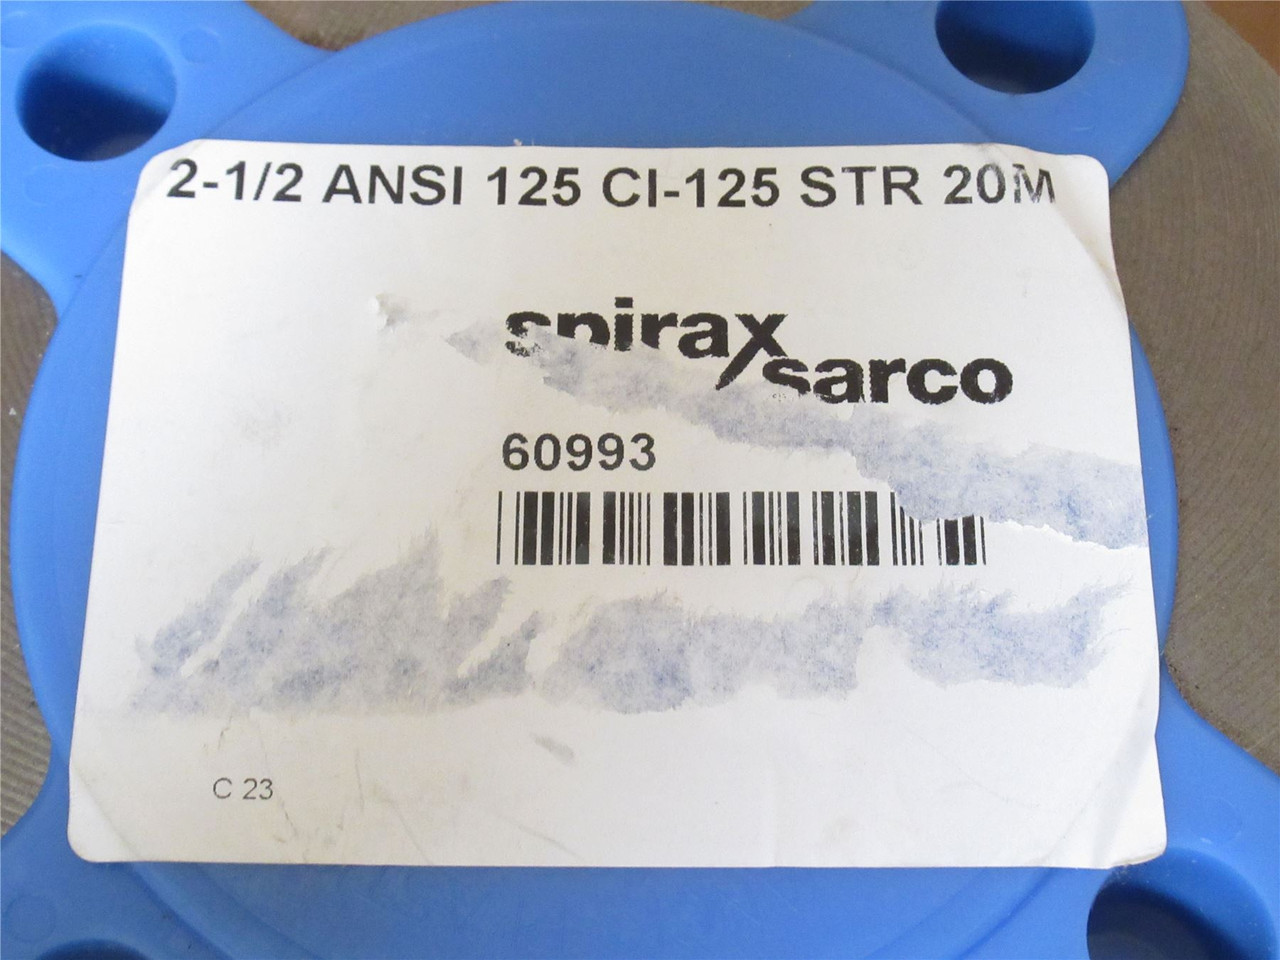 2-1/2 ANSI 125 CI-125 STR 20M
spirax
sarco
60993
C 23